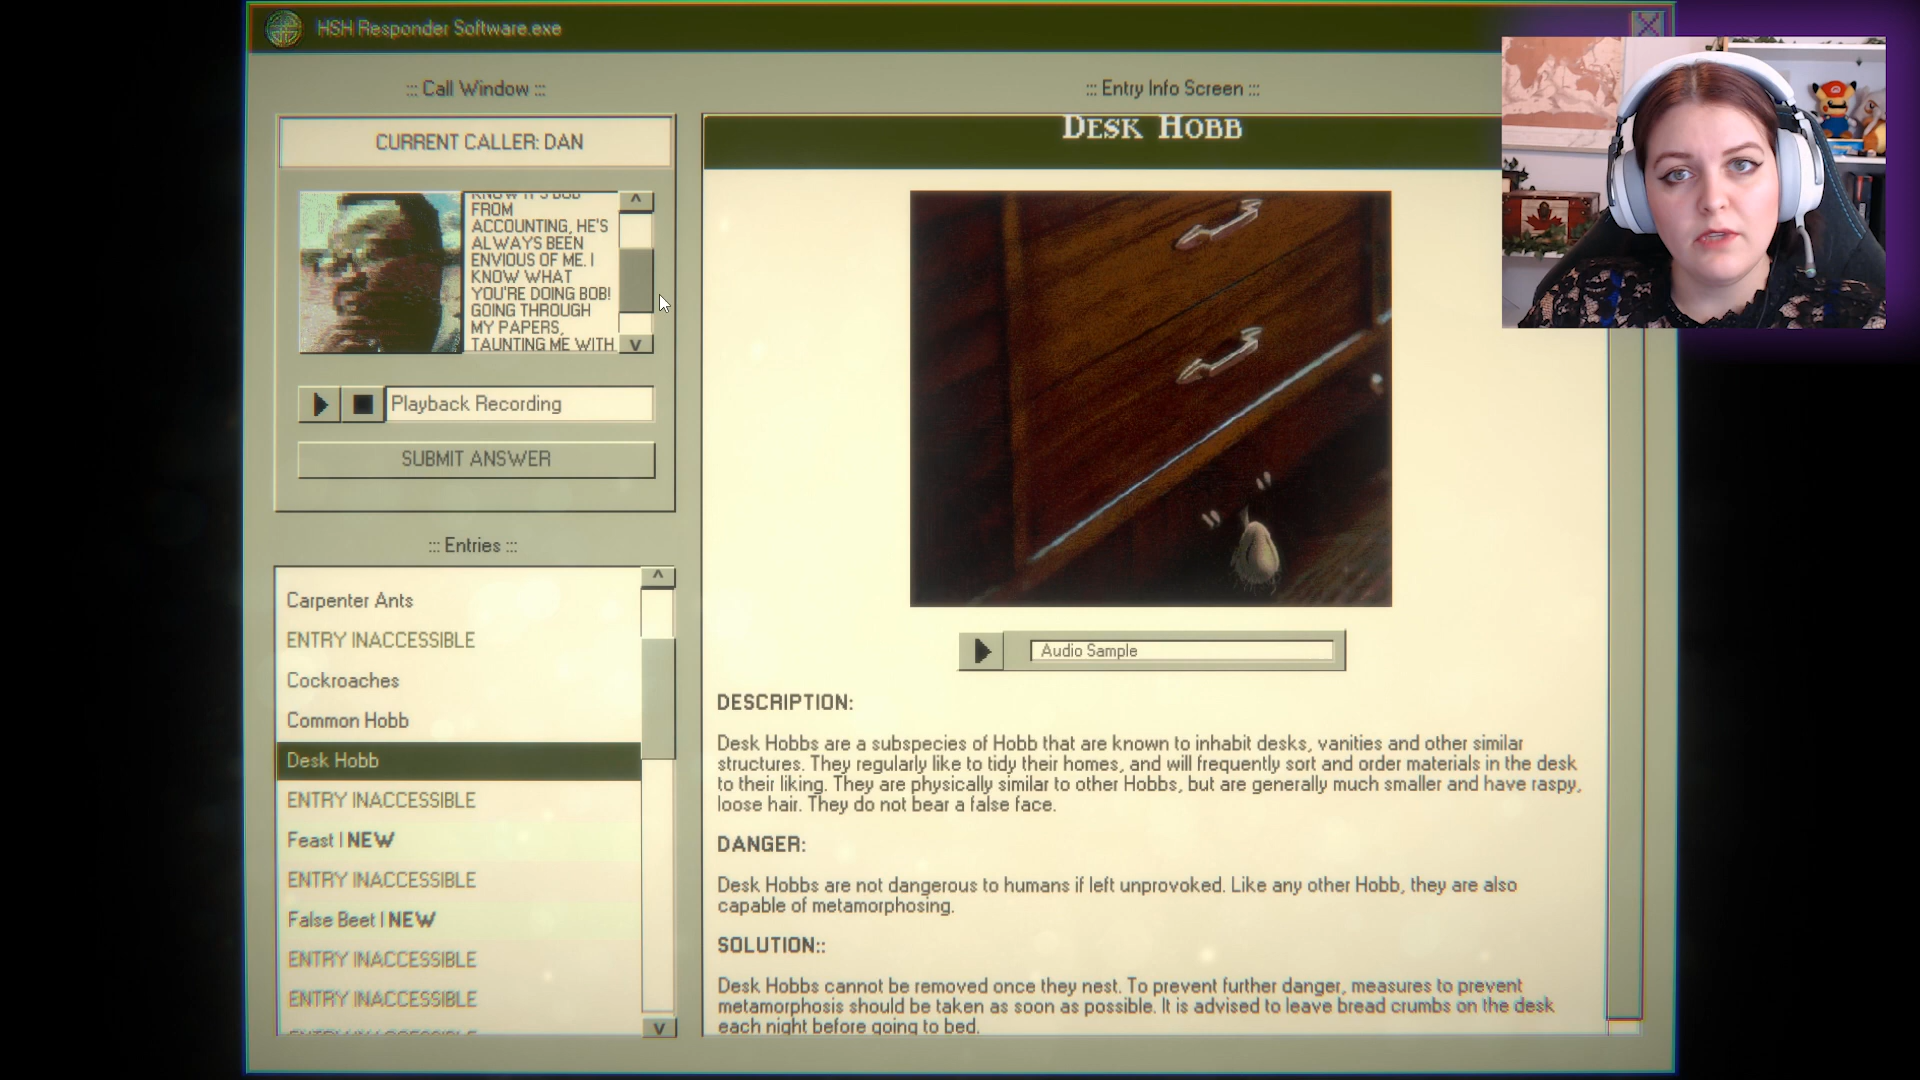 HSH Responder Software.exe
::: Call Window :::
::: Entry Info Screen :::
CURRENT CALLER: DAN
DESK HOBB
KNOW IT'S BOB
FROM
ACCOUNTING, HE'S
ALWAYS BEEN
ENVIOUS OF ME. I
KNOW WHAT
YOU'RE DOING BOB!
GOING THROUGH
MY PAPERS,
TAUNTING ME WITH
Playback Recording
SUBMIT ANSWER
::: Entries :::
Carpenter Ants
ENTRY INACCESSIBLE
Cockroaches
Common Hobb
Desk Hobb
ENTRY INACCESSIBLE
Feast | NEW
ENTRY INACCESSIBLE
False Beet | NEW
ENTRY INACCESSIBLE
ENTRY INACCESSIBLE
ENTRY INACCESSIBLE
Audio Sample
DESCRIPTION:
Desk Hobbs are a subspecies of Hobb that are known to inhabit desks, vanities and other similar
structures. They regularly like to tidy their homes, and will frequently sort and order materials in the desk
to their liking. They are physically similar to other Hobbs, but are generally much smaller and have raspy,
loose hair. They do not bear a false face.
DANGER:
Desk Hobbs are not dangerous to humans if left unprovoked. Like any other Hobb, they are also
capable of metamorphosing.
SOLUTION::
Desk Hobbs cannot be removed once they nest. To prevent further danger, measures to prevent
metamorphosis should be taken as soon as possible. It is advised to leave bread crumbs on the desk
each night before going to bed.